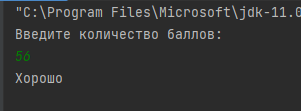 "C:\Program Files\Microsoft\jdk-11.0
Введите количество баллов:
56
Хорошо